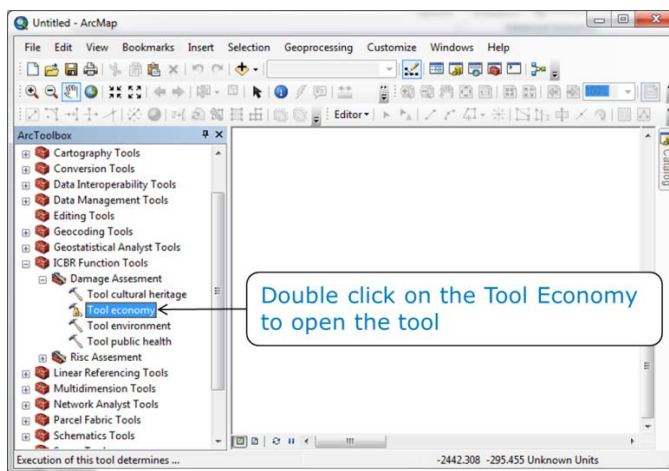 Untitled - ArcMap
File Edit View Bookmarks Insert Selection Geoprocessing Customize Windows Help
100%
Editor
ArcToolbox
Cartography Tools
Conversion Tools
Data Interoperability Tools
Data Management Tools
Editing Tools
Geocoding Tools
Geostatistical Analyst Tools
ICBR Function Tools
Damage Assesment
Tool cultural heritage
Tool economy
Tool environment
Tool public health
Risc Assesment
Linear Referencing Tools
Multidimension Tools
Network Analyst Tools
Parcel Fabric Tools
Schematics Tools
Catalog
Double click on the Tool Economy
to open the tool
Execution of this tool determines ...
-2442.308 -295.455 Unknown Units